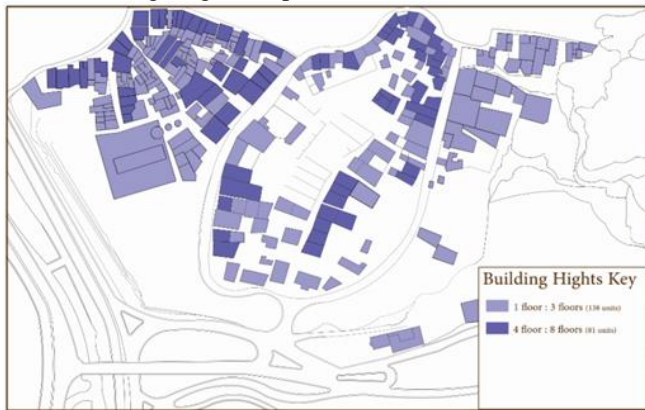 Building Hights Key
1 floor : 3 floors (138 units)
4 floor : 8 floors (81 units)